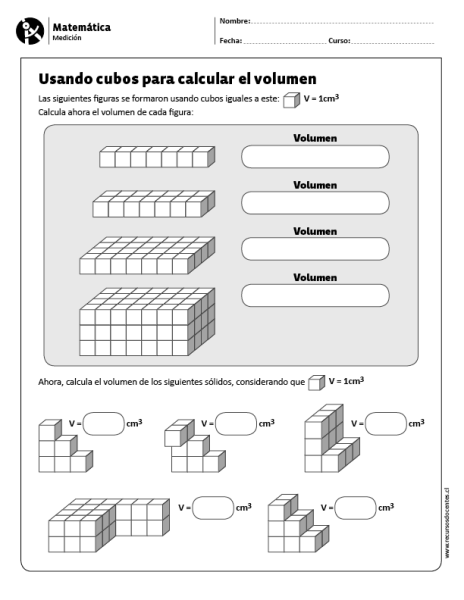 Matemática
Medición
Nombre:
Fecha: Curso:
Usando cubos para calcular el volumen
Las siguientes figuras se formaron usando cubos iguales a este: V = 1cm³
Calcula ahora el volumen de cada figura:
Volumen
Volumen
Volumen
Volumen
Ahora, calcula el volumen de los siguientes sólidos, considerando que V = 1cm³
V = cm³ V = cm³ V = cm³
V = cm³ V = cm³
www.recursosdocentes.cl